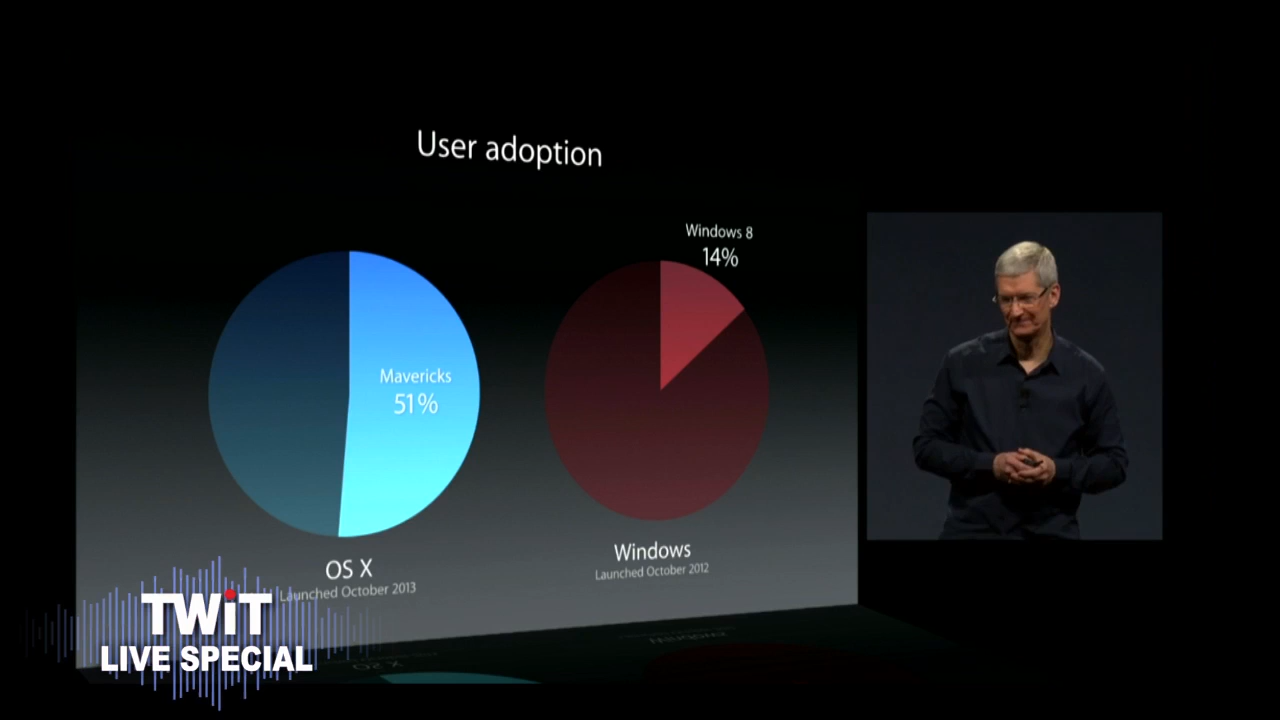 User adoption
Windows 8
14%
Mavericks
51%
OS X
Launched October 2013
Windows
Launched October 2012
TWiT
LIVE SPECIAL